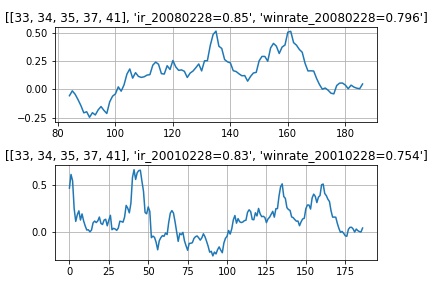 [[33, 34, 35, 37, 41], 'ir_20080228=0.85', 'winrate_20080228=0.796']
0.50
0.25
0.00
−0.25
80 100 120 140 160 180
[[33, 34, 35, 37, 41], 'ir_20010228=0.83', 'winrate_20010228=0.754']
0.5
0.0
0 25 50 75 100 125 150 175